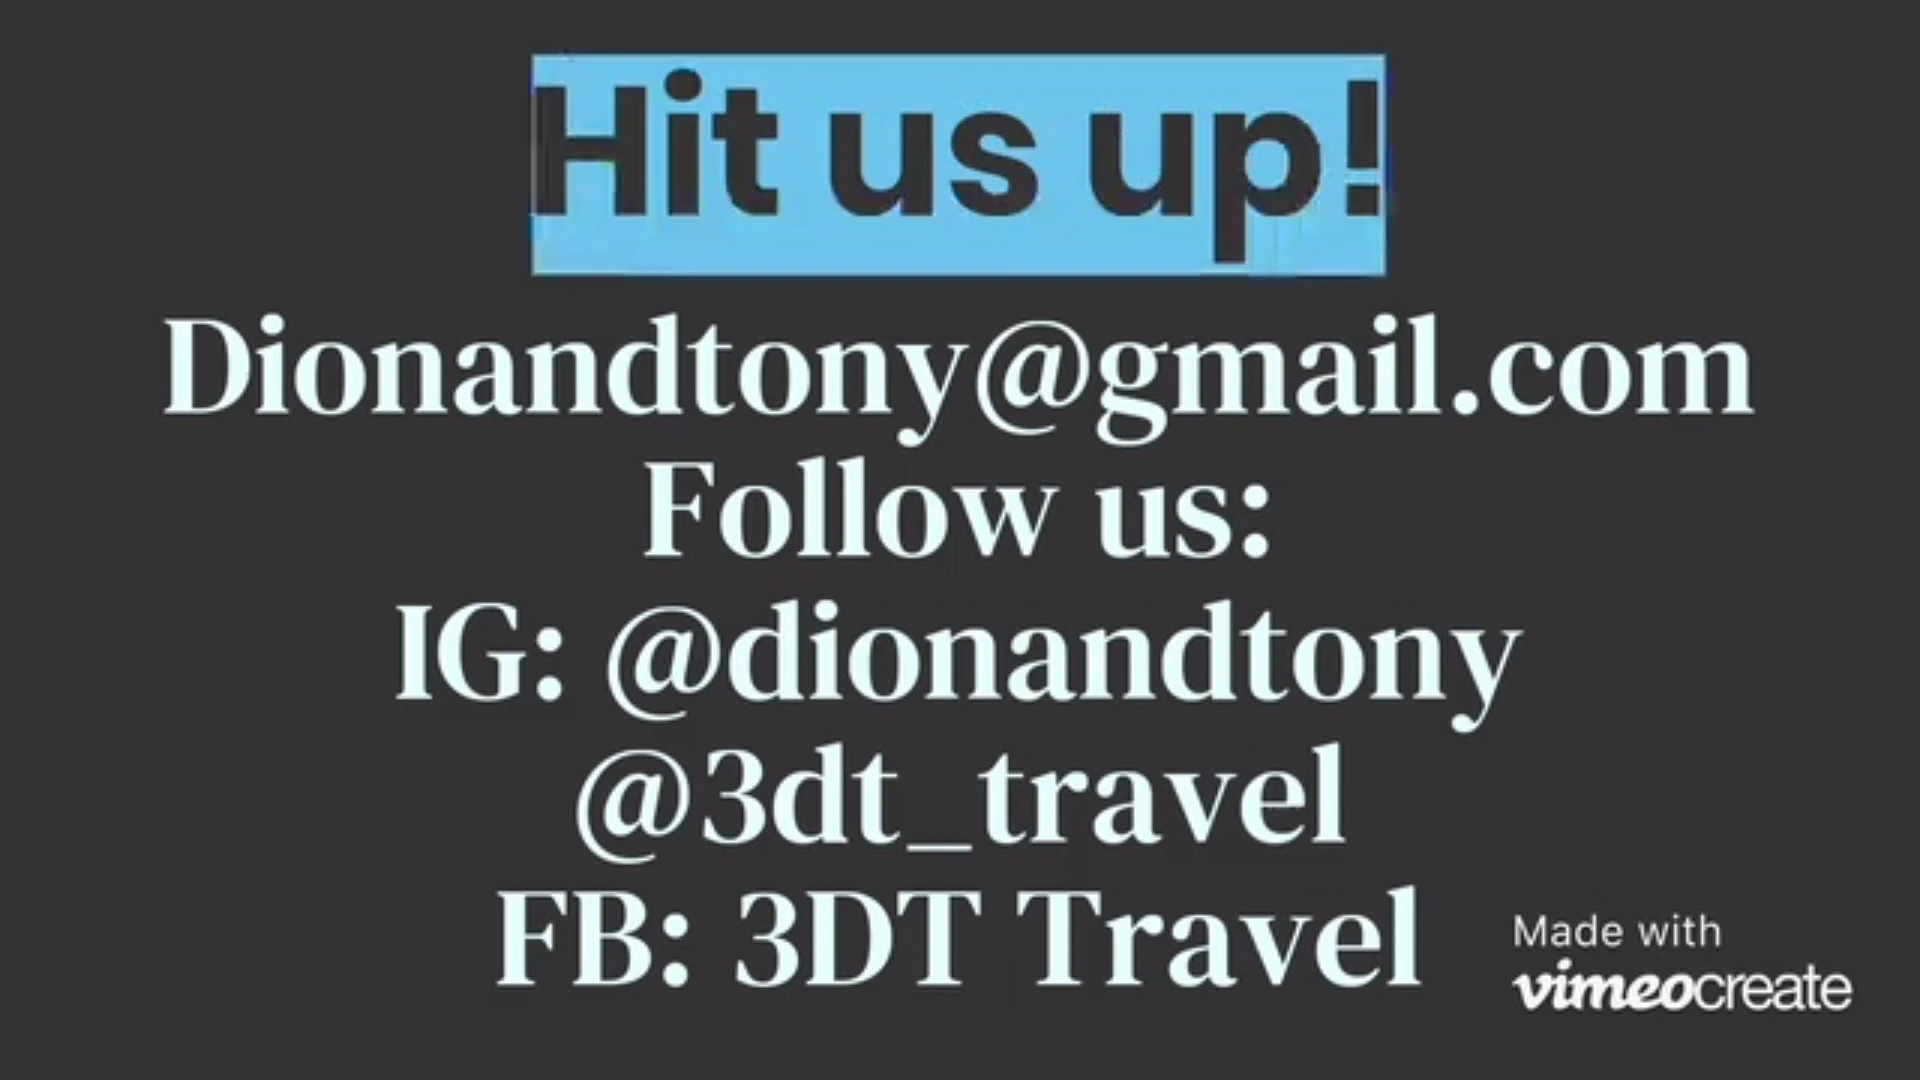 Hit us up!
Dionandtony@gmail.com
Follow us:
IG: @dionandtony
@3dt_travel
FB: 3DT Travel
Made with
vimeocreate